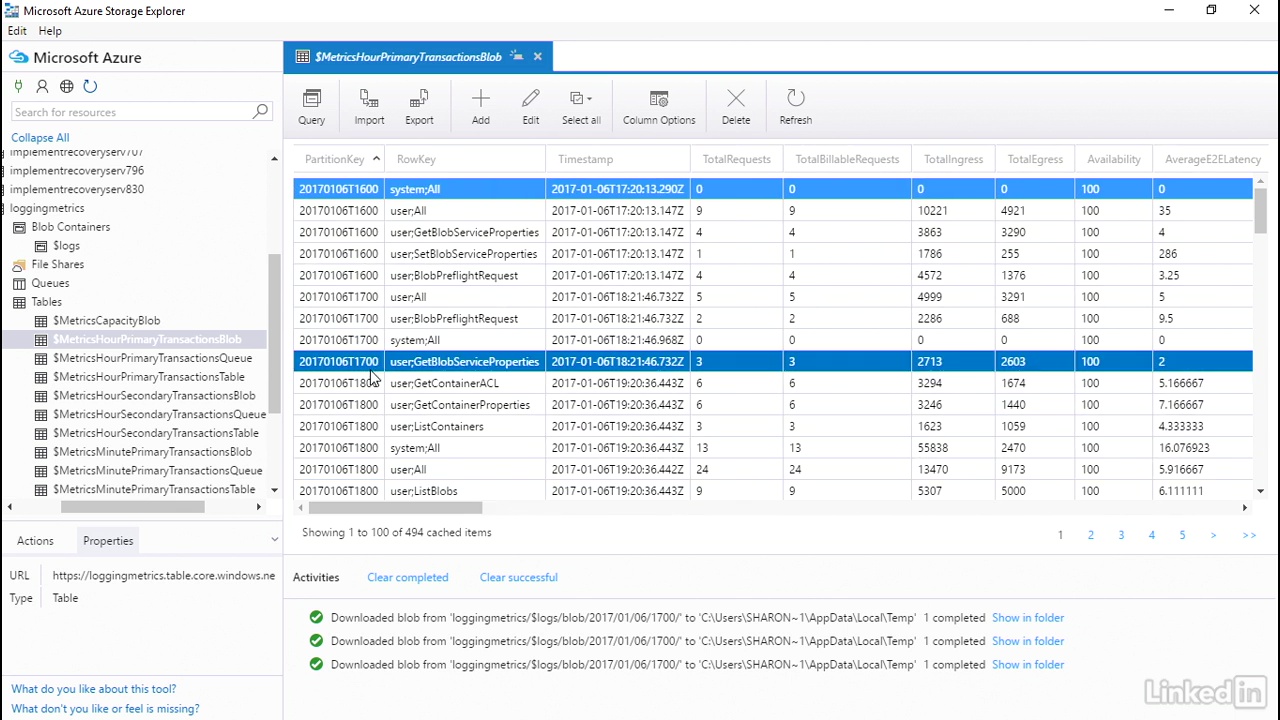 Microsoft Azure Storage Explorer
Edit Help
Microsoft Azure
Search for resources
Collapse All
implementrecoveryserv707
implementrecoveryserv796
implementrecoveryserv830
loggingmetrics
Blob Containers
$logs
File Shares
Queues
Tables
$MetricsCapacityBlob
$MetricsHourPrimaryTransactionsBlob
$MetricsHourPrimaryTransactionsQueue
$MetricsHourPrimaryTransactionsTable
$MetricsHourSecondaryTransactionsBlob
$MetricsHourSecondaryTransactionsQueue
$MetricsHourSecondaryTransactionsTable
$MetricsMinutePrimaryTransactionsBlob
$MetricsMinutePrimaryTransactionsQueue
$MetricsMinutePrimaryTransactionsTable
Actions Properties
URL https://loggingmetrics.table.core.windows.ne
Type Table
What do you like about this tool?
What don't you like or feel is missing?
$MetricsHourPrimaryTransactionsBlob
Query Import Export Add Edit Select all Column Options Delete Refresh
PartitionKey RowKey Timestamp TotalRequests TotalBillableRequests TotalIngress TotalEgress Availability AverageE2ELatency
20170106T1600 system;All 2017-01-06T17:20:13.290Z 0 0 0 0 100 0
20170106T1600 user;All 2017-01-06T17:20:13.147Z 9 9 10221 4921 100 35
20170106T1600 user;GetBlobServiceProperties 2017-01-06T17:20:13.147Z 4 4 3863 3290 100 4
20170106T1600 user;SetBlobServiceProperties 2017-01-06T17:20:13.147Z 1 1 1786 255 100 286
20170106T1600 user;BlobPreflightRequest 2017-01-06T17:20:13.147Z 4 4 4572 1376 100 3.25
20170106T1700 user;All 2017-01-06T18:21:46.732Z 5 5 4999 3291 100 5
20170106T1700 user;BlobPreflightRequest 2017-01-06T18:21:46.732Z 2 2 2286 688 100 9.5
20170106T1700 system;All 2017-01-06T18:21:46.968Z 0 0 0 0 100 0
20170106T1700 user;GetBlobServiceProperties 2017-01-06T18:21:46.732Z 3 3 2713 2603 100 2
20170106T1800 user;GetContainerACL 2017-01-06T19:20:36.443Z 6 6 3294 1674 100 5.166667
20170106T1800 user;GetContainerProperties 2017-01-06T19:20:36.443Z 6 6 3246 1440 100 7.166667
20170106T1800 user;ListContainers 2017-01-06T19:20:36.443Z 3 3 1623 1059 100 4.333333
20170106T1800 system;All 2017-01-06T19:20:36.443Z 13 13 55838 2470 100 16.076923
20170106T1800 user;All 2017-01-06T19:20:36.442Z 24 24 13470 9173 100 5.916667
20170106T1800 user;ListBlobs 2017-01-06T19:20:36.443Z 9 9 5307 5000 100 6.111111
Showing 1 to 100 of 494 cached items 1 2 3 4 5 > >>
Activities Clear completed Clear successful
Downloaded blob from 'loggingmetrics/$logs/blob/2017/01/06/1700/' to 'C:\Users\SHARON~1\AppData\Local\Temp' 1 completed Show in folder
Downloaded blob from 'loggingmetrics/$logs/blob/2017/01/06/1700/' to 'C:\Users\SHARON~1\AppData\Local\Temp' 1 completed Show in folder
Downloaded blob from 'loggingmetrics/$logs/blob/2017/01/06/1700/' to 'C:\Users\SHARON~1\AppData\Local\Temp' 1 completed Show in folder
Linked in